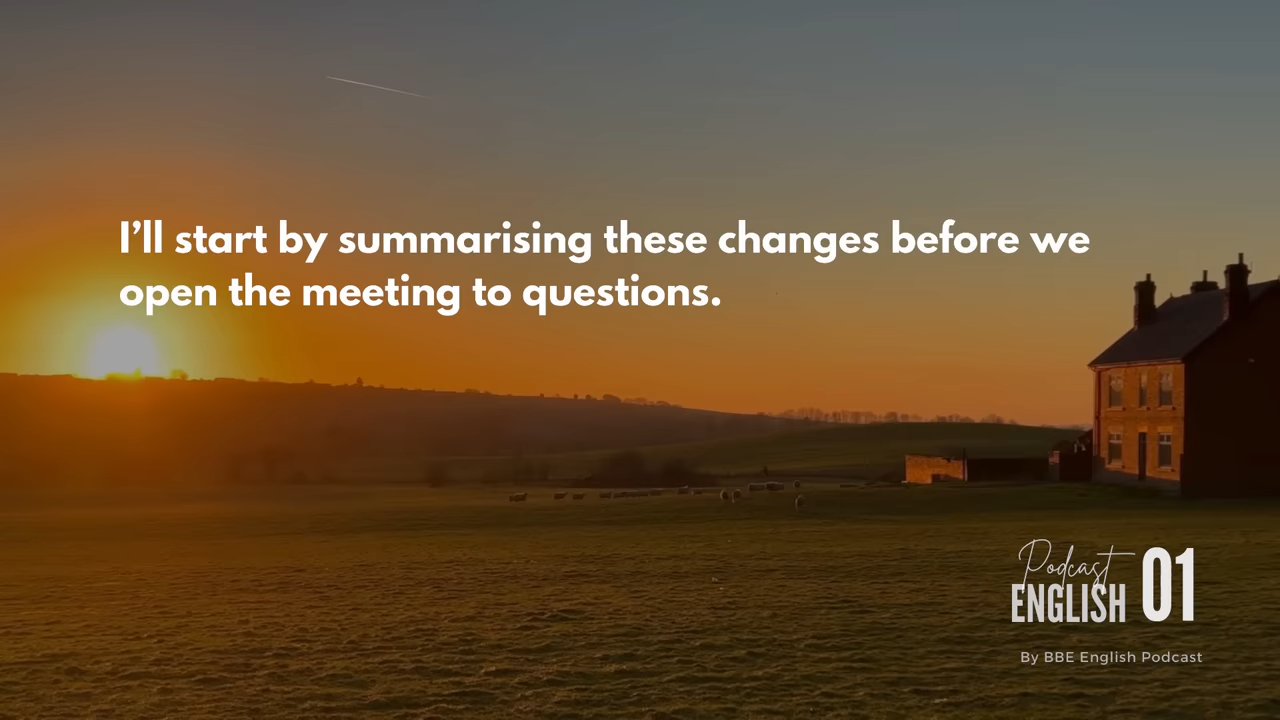 I’ll start by summarising these changes before we
open the meeting to questions.
Podcast
ENGLISH 01
By BBE English Podcast